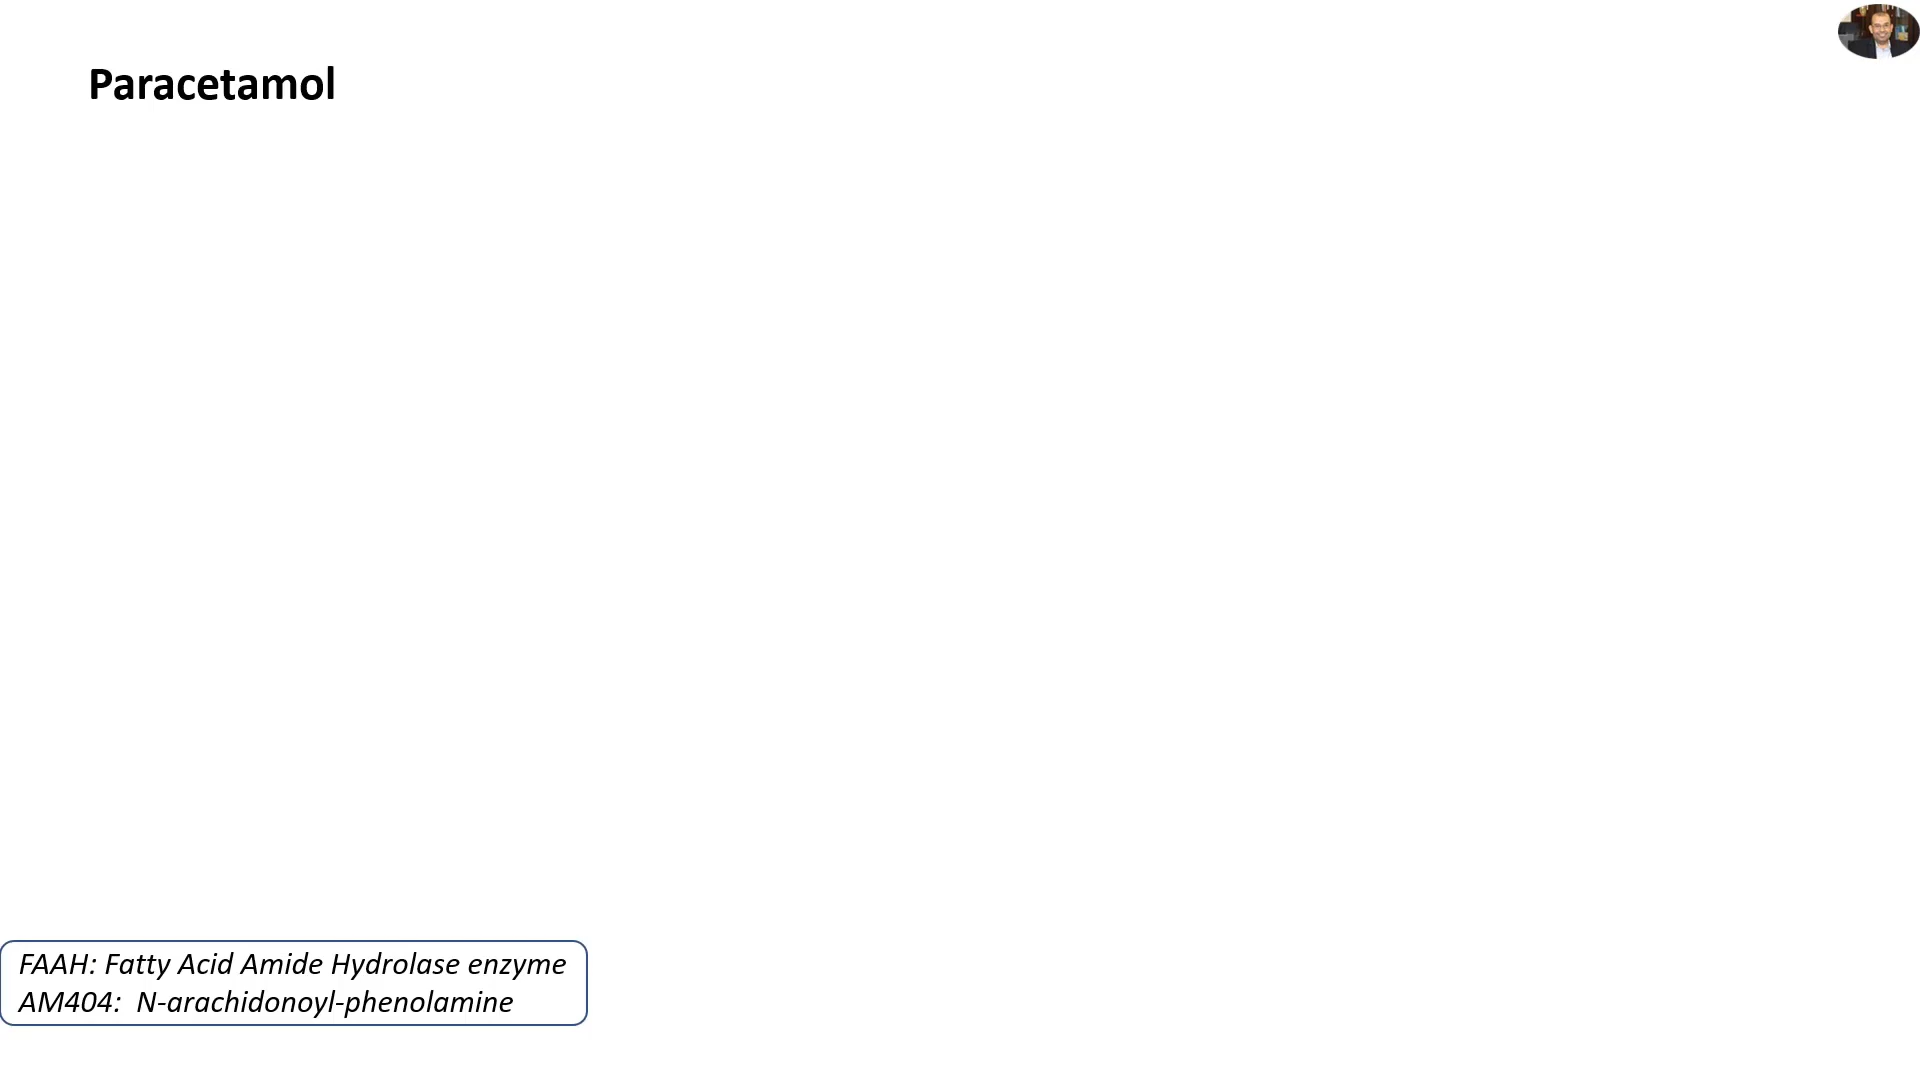 Paracetamol
FAAH: Fatty Acid Amide Hydrolase enzyme
AM404:  N-arachidonoyl-phenolamine